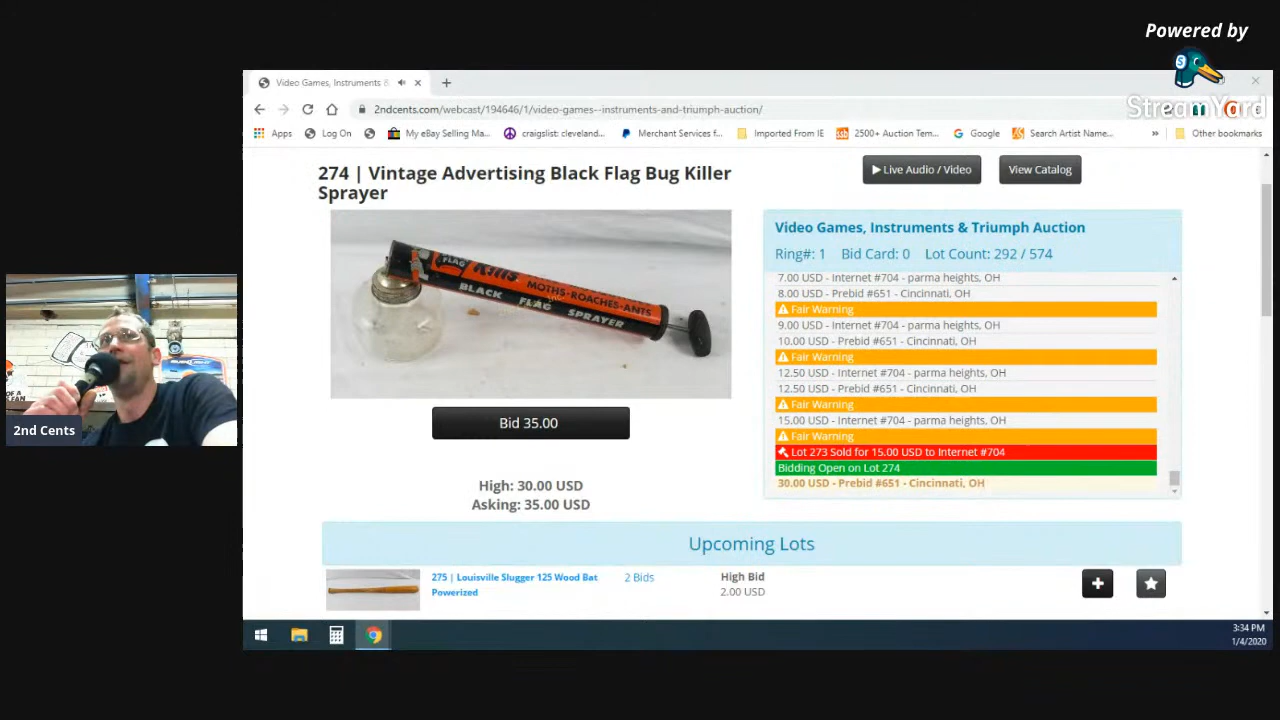 Powered by
StreamYard
Video Games, Instruments &
2ndcents.com/webcast/194646/1/video-games--instruments-and-triumph-auction/
Apps
Log On
My eBay Selling Ma...
craigslist: cleveland...
Merchant Services f...
Imported From IE
2500+ Auction Tem...
Google
Search Artist Name...
»
Other bookmarks
274 | Vintage Advertising Black Flag Bug Killer
Sprayer
Live Audio / Video
View Catalog
FLAG
Kills
MOTHS-ROACHES-ANTS
BLACK FLAG SPRAYER
Bid 35.00
High: 30.00 USD
Asking: 35.00 USD
Video Games, Instruments & Triumph Auction
Ring#: 1 Bid Card: 0 Lot Count: 292 / 574
7.00 USD - Internet #704 - parma heights, OH
8.00 USD - Prebid #651 - Cincinnati, OH
Fair Warning
9.00 USD - Internet #704 - parma heights, OH
10.00 USD - Prebid #651 - Cincinnati, OH
Fair Warning
12.50 USD - Internet #704 - parma heights, OH
12.50 USD - Prebid #651 - Cincinnati, OH
Fair Warning
15.00 USD - Internet #704 - parma heights, OH
Fair Warning
Lot 273 Sold for 15.00 USD to Internet #704
Bidding Open on Lot 274
30.00 USD - Prebid #651 - Cincinnati, OH
2nd Cents
Upcoming Lots
275 | Louisville Slugger 125 Wood Bat
Powerized
2 Bids
High Bid
2.00 USD
3:34 PM
1/4/2020